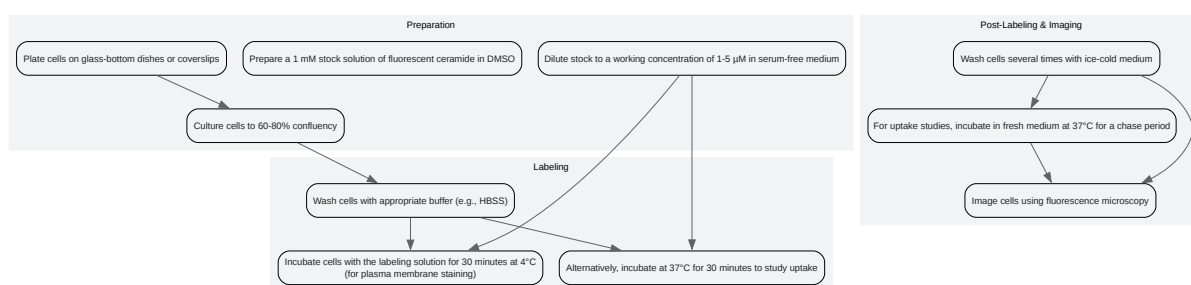 Preparation
Plate cells on glass-bottom dishes or coverslips
Prepare a 1 mM stock solution of fluorescent ceramide in DMSO
Dilute stock to a working concentration of 1-5 µM in serum-free medium
Culture cells to 60-80% confluency
Labeling
Wash cells with appropriate buffer (e.g., HBSS)
Incubate cells with the labeling solution for 30 minutes at 4°C
(for plasma membrane staining)
Alternatively, incubate at 37°C for 30 minutes to study uptake
Post-Labeling & Imaging
Wash cells several times with ice-cold medium
For uptake studies, incubate in fresh medium at 37°C for a chase period
Image cells using fluorescence microscopy